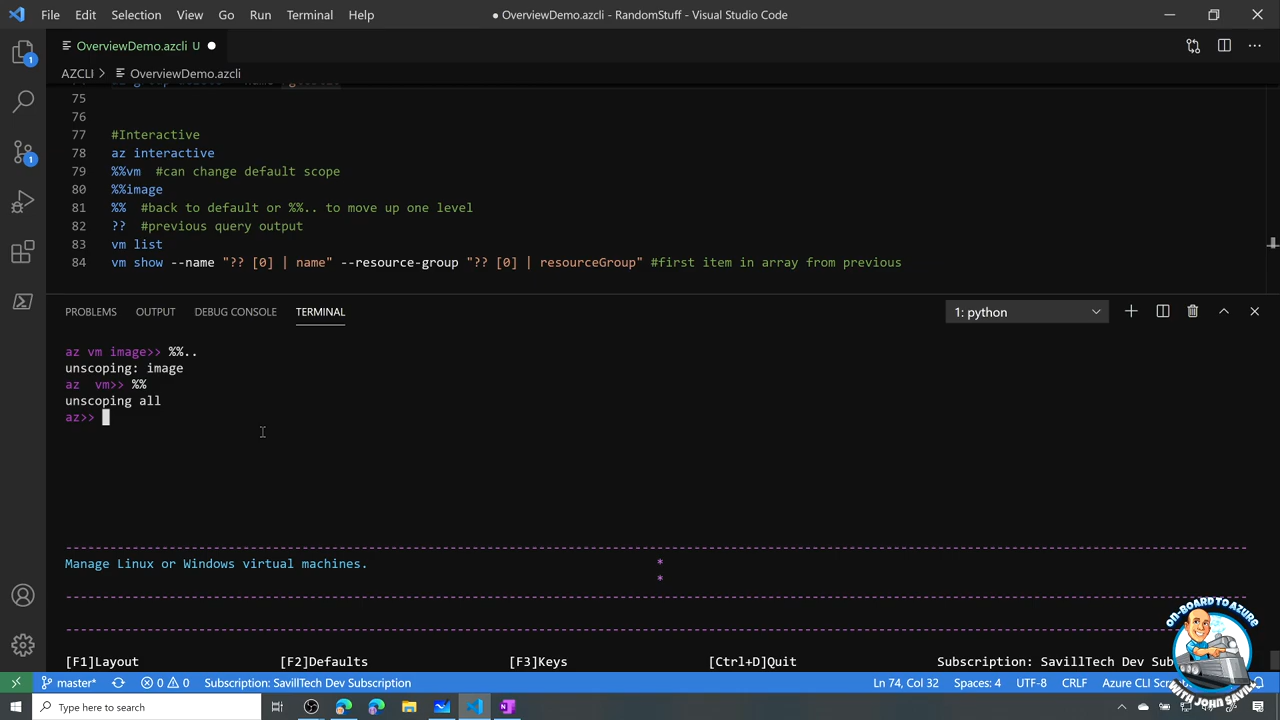 File Edit Selection View Go Run Terminal Help
● OverviewDemo.azcli - RandomStuff - Visual Studio Code
OverviewDemo.azcli U
AZCLI > OverviewDemo.azcli
75
76
77 #Interactive
78 az interactive
79 %%vm #can change default scope
80 %%image
81 %% #back to default or %%.. to move up one level
82 ?? #previous query output
83 vm list
84 vm show --name "?? [0] | name" --resource-group "?? [0] | resourceGroup" #first item in array from previous
PROBLEMS OUTPUT DEBUG CONSOLE TERMINAL 1: python
az vm image>> %%..
unscoping: image
az  vm>> %%
unscoping all
az>>
Manage Linux or Windows virtual machines. *
*
[F1]Layout [F2]Defaults [F3]Keys [Ctrl+D]Quit Subscription: SavillTech Dev Sub
ON-BOARD TO AZURE
WITH JOHN SAVILL
master* 0 0 Subscription: SavillTech Dev Subscription Ln 74, Col 32 Spaces: 4 UTF-8 CRLF Azure CLI
Type here to search